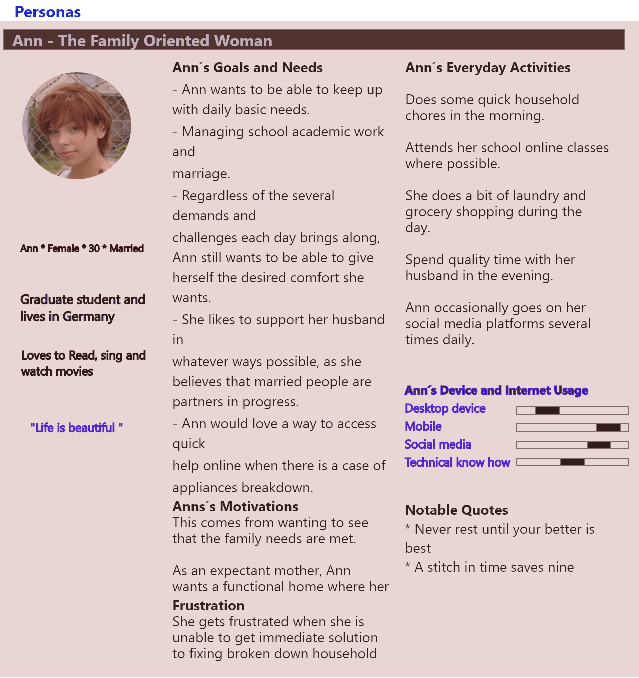 Personas
Ann - The Family Oriented Woman
Ann * Female * 30 * Married
Graduate student and
lives in Germany
Loves to Read, sing and
watch movies
"Life is beautiful "
Ann´s Goals and Needs
- Ann wants to be able to keep up
with daily basic needs.
- Managing school academic work
and
marriage.
- Regardless of the several
demands and
challenges each day brings along,
Ann still wants to be able to give
herself the desired comfort she
wants.
- She likes to support her husband
in
whatever ways possible, as she
believes that married people are
partners in progress.
- Ann would love a way to access
quick
help online when there is a case of
appliances breakdown.
Anns´s Motivations
This comes from wanting to see
that the family needs are met.
As an expectant mother, Ann
wants a functional home where her
Frustration
She gets frustrated when she is
unable to get immediate solution
to fixing broken down household
Ann´s Everyday Activities
Does some quick household
chores in the morning.
Attends her school online classes
where possible.
She does a bit of laundry and
grocery shopping during the
day.
Spend quality time with her
husband in the evening.
Ann occasionally goes on her
social media platforms several
times daily.
Ann´s Device and Internet Usage
Desktop device
Mobile
Social media
Technical know how
Notable Quotes
* Never rest until your better is
best
* A stitch in time saves nine